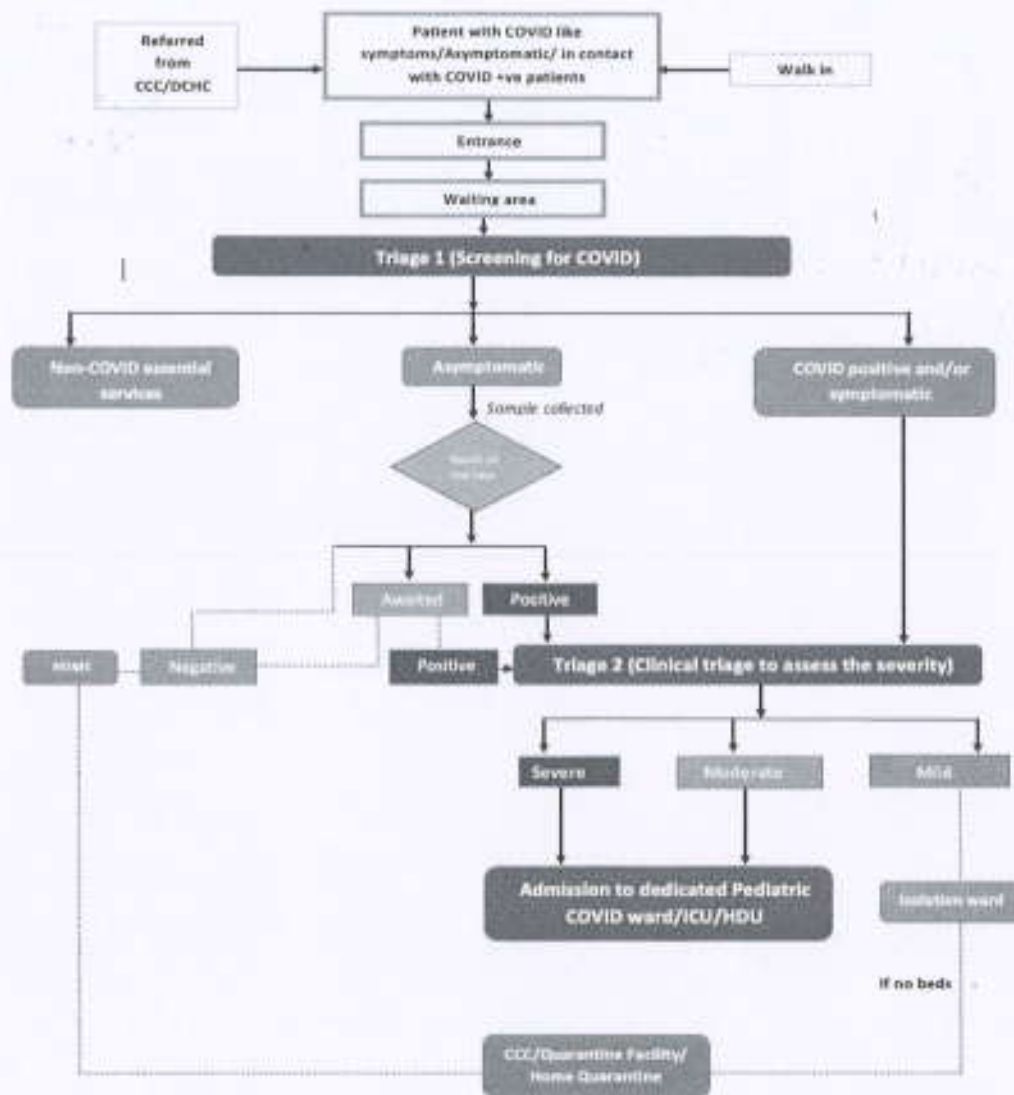 Patient with COVID like
symptoms/Asymptomatic/ in contact
with COVID +ve patients
Referred
from
CCC/DCHC
Walk in
Entrance
Waiting area
Triage 1 (Screening for COVID)
Non-COVID essential
services
Asymptomatic
COVID positive and/or
symptomatic
Sample collected
Awaited
Positive
HOME
Negative
Positive
Triage 2 (Clinical triage to assess the severity)
Severe
Moderate
Mild
Admission to dedicated Pediatric
COVID ward/ICU/HDU
Isolation ward
If no beds
CCC/Quarantine Facility/
Home Quarantine